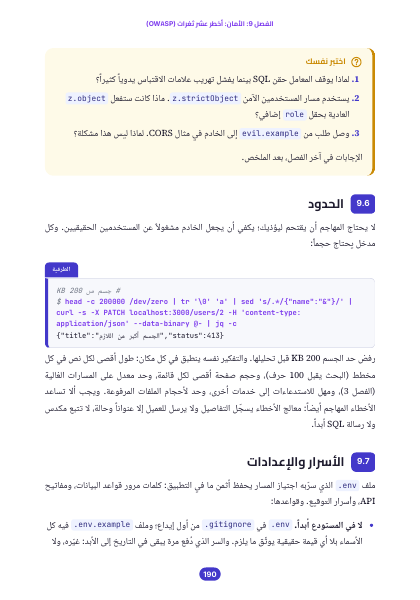 الفصل 9: الأمان: أخطر عشر ثغرات (OWASP)
اختبر نفسك
1. لماذا يوقف المعامل حقن SQL بينما يفشل تهريب علامات الاقتباس يدوياً كثيراً؟
2. يستخدم مسار المستخدمين الآمن z.strictObject. ماذا كانت ستفعل z.object
العادية بحقل role إضافي؟
3. وصل طلب من evil.example إلى الخادم في مثال CORS. لماذا ليس هذا مشكلة؟
الإجابات في آخر الفصل، بعد الملخص.
9.6 الحدود
لا يحتاج المهاجم أن يقتحم ليؤذيك؛ يكفي أن يجعل الخادم مشغولاً عن المستخدمين الحقيقيين. وكل
مدخل يحتاج حجماً:
الطرفية
# جسم من 200 KB
$ head -c 200000 /dev/zero | tr '\0' 'a' | sed 's/.*/{"name":"&"}/' |
curl -s -X PATCH localhost:3000/users/2 -H 'content-type:
application/json' --data-binary @- | jq -c
{"title":"الجسم أكبر من اللازم","status":413}
رفض حد الجسم 200 KB قبل تحليلها. والتفكير نفسه ينطبق في كل مكان: طول أقصى لكل نص في كل
مخطط (البحث يقبل 100 حرف)، وحجم صفحة أقصى لكل قائمة، وحد معدل على المسارات الغالية
(الفصل 3)، ومهل للاستدعاءات إلى خدمات أخرى، وحد لأحجام الملفات المرفوعة. ويجب ألا تساعد
الأخطاء المهاجم أيضاً: معالج الأخطاء يسجّل التفاصيل ولا يرسل للعميل إلا عنواناً وحالة، لا تتبع مكدس
ولا رسالة SQL أبداً.
9.7 الأسرار والإعدادات
ملف .env الذي سرّبه اجتياز المسار يحفظ أثمن ما في التطبيق: كلمات مرور قواعد البيانات، ومفاتيح
API، وأسرار التوقيع. وقواعدها:
• لا في المستودع أبداً. .env في .gitignore من أول إيداع؛ وملف .env.example فيه كل
الأسماء بلا أي قيمة حقيقية يوثّق ما يلزم. والسر الذي دُفع مرة يبقى في التاريخ إلى الأبد: غيّره، ولا
190